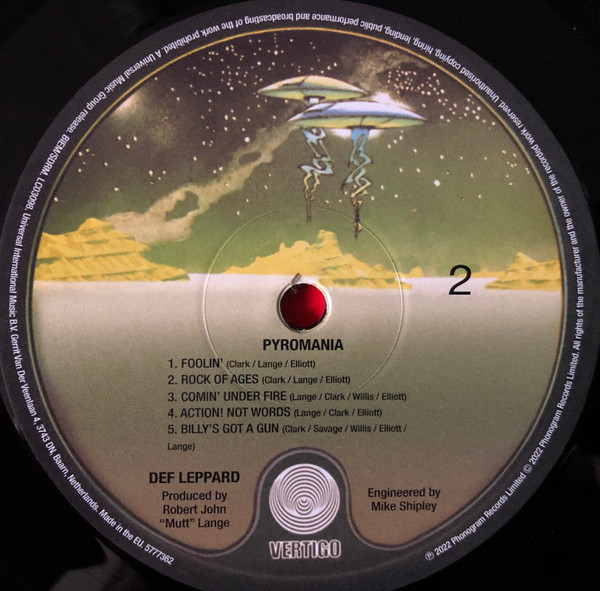 2
PYROMANIA
1. FOOLIN' (Clark / Lange / Elliott)
2. ROCK OF AGES (Clark / Lange / Elliott)
3. COMIN' UNDER FIRE (Lange / Clark / Willis / Elliott)
4. ACTION! NOT WORDS (Lange / Clark / Elliott)
5. BILLY'S GOT A GUN (Clark / Savage / Willis / Elliott /
Lange)
DEF LEPPARD
Produced by
Robert John
"Mutt" Lange
Engineered by
Mike Shipley
VERTIGO
℗ 2022 Phonogram Records Limited © 2022 Phonogram Records Limited. All rights of the manufacturer and the owner of the recorded work reserved. Unauthorised copying, hiring, lending, public performance and broadcasting of the work prohibited. A Universal Music Group release. BIEM/SDRM. LC03098. Universal International Music B.V. Gerrit Van Der Veenlaan 4, 3743 DN, Baarn, Netherlands. Made in the EU. 5777362